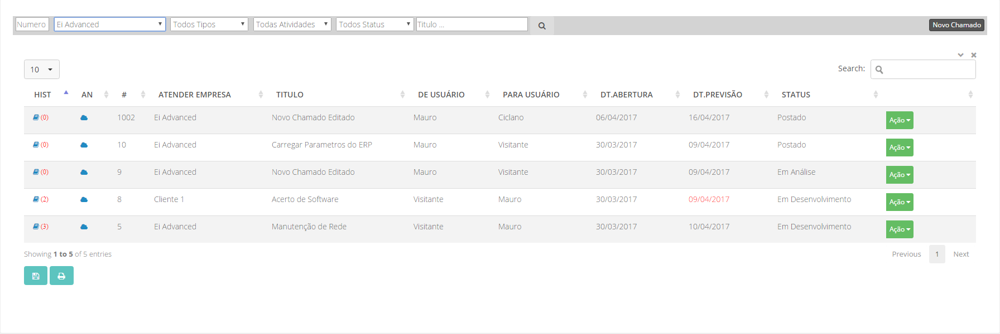 Numero Ei Advanced Todos Tipos Todas Atividades Todos Status Titulo ... Novo Chamado
10 Search:
HIST AN # ATENDER EMPRESA TITULO DE USUÁRIO PARA USUÁRIO DT.ABERTURA DT.PREVISÃO STATUS
(0) 1002 Ei Advanced Novo Chamado Editado Mauro Ciclano 06/04/2017 16/04/2017 Postado Ação
(0) 10 Ei Advanced Carregar Parametros do ERP Mauro Visitante 30/03/2017 09/04/2017 Postado Ação
(0) 9 Ei Advanced Novo Chamado Editado Mauro Visitante 30/03/2017 09/04/2017 Em Análise Ação
(2) 8 Cliente 1 Acerto de Software Visitante Mauro 30/03/2017 09/04/2017 Em Desenvolvimento Ação
(3) 5 Ei Advanced Manutenção de Rede Visitante Mauro 30/03/2017 10/04/2017 Em Desenvolvimento Ação
Showing 1 to 5 of 5 entries Previous 1 Next